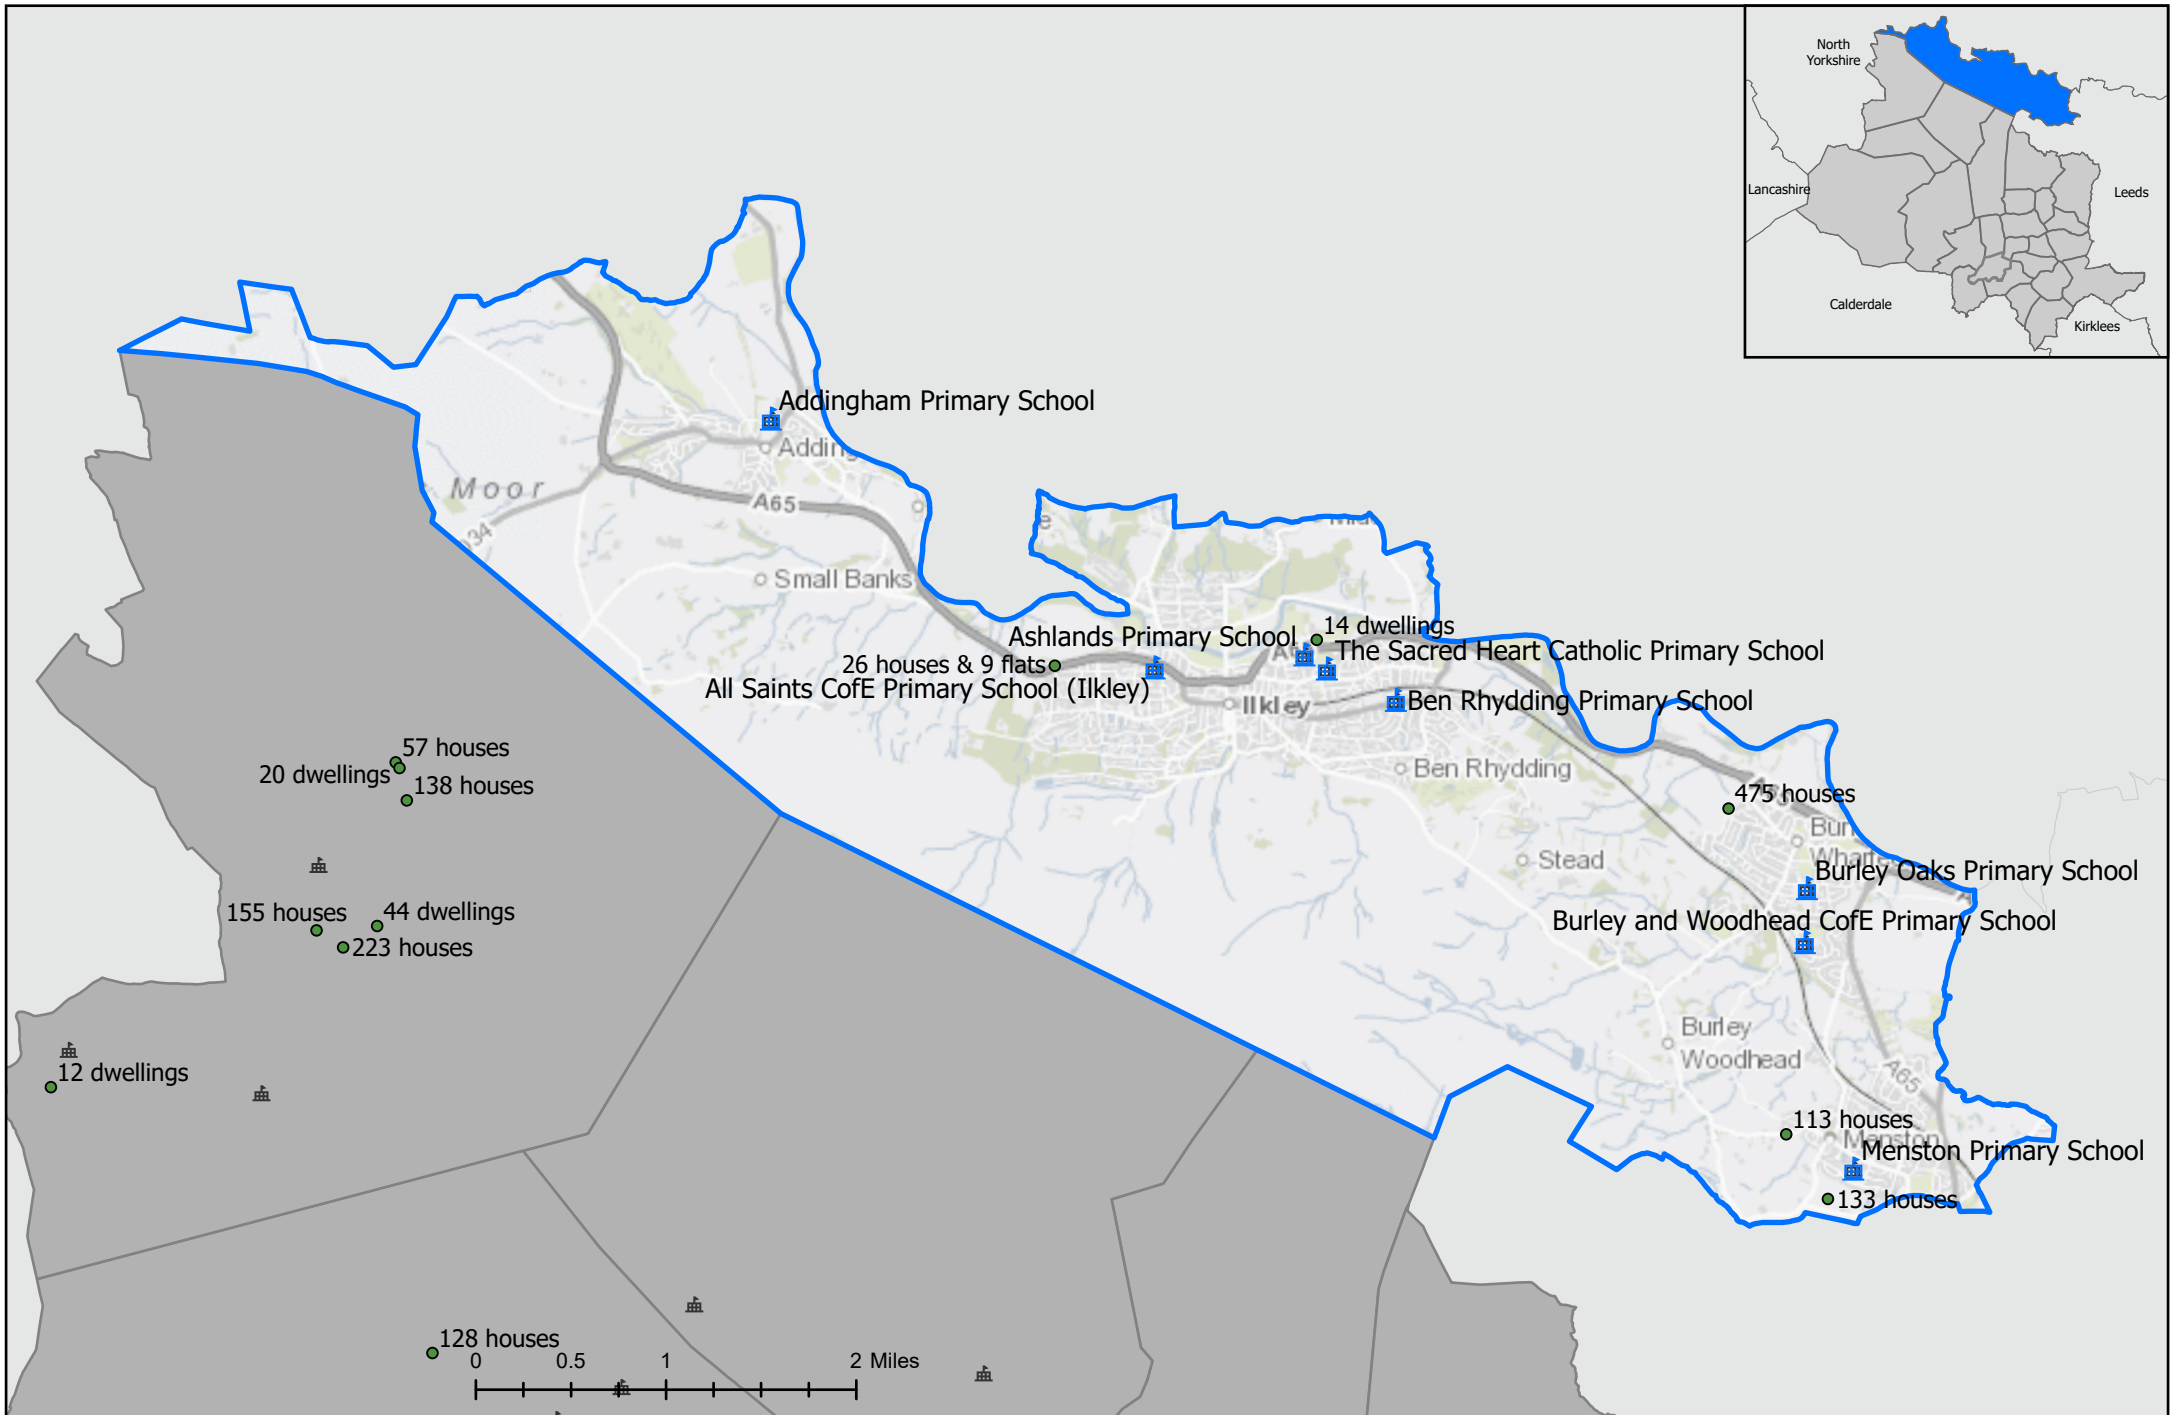 North
Yorkshire
Lancashire
Leeds
Calderdale
Kirklees
Addingham Primary School
Addin
Moor
A65
34
Small Banks
Ashlands Primary School
14 dwellings
26 houses & 9 flats
The Sacred Heart Catholic Primary School
All Saints CofE Primary School (Ilkley)
Ilkley
Ben Rhydding Primary School
57 houses
20 dwellings
138 houses
Ben Rhydding
475 houses
Stead
Burley Oaks Primary School
155 houses
44 dwellings
Burley and Woodhead CofE Primary School
223 houses
Burley
Woodhead
A65
12 dwellings
113 houses
Menston
Menston Primary School
133 houses
128 houses
0 0.5 1 2 Miles